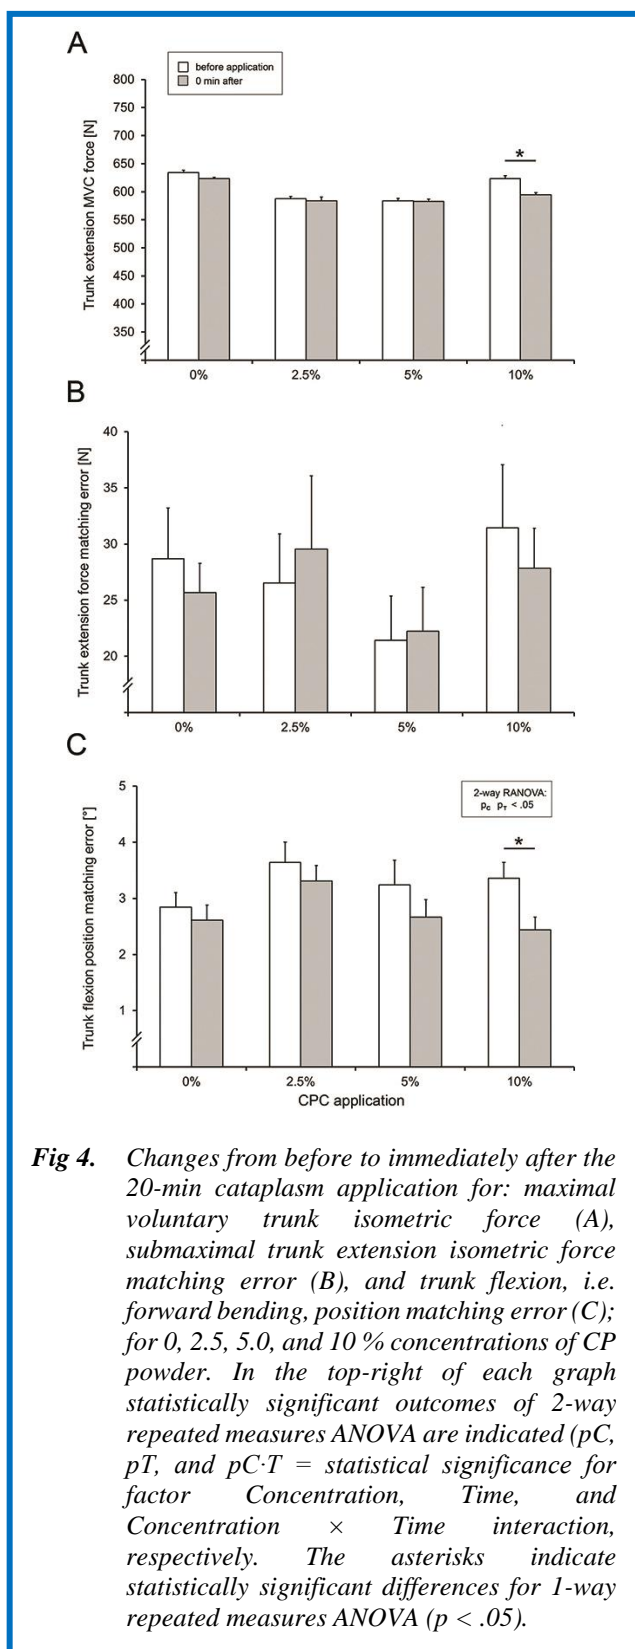 A
before application
0 min after
Trunk extension MVC force [N]
800
750
700
650
600
550
500
450
400
350
*
0%
2.5%
5%
10%
B
Trunk extension force matching error [N]
40
35
30
25
20
0%
2.5%
5%
10%
C
Trunk flexion position matching error [°]
5
4
3
2
1
2-way RANOVA:
pC pT < .05
*
0%
2.5%
5%
10%
CPC application
Fig 4. Changes from before to immediately after the
20-min cataplasm application for: maximal
voluntary trunk isometric force (A),
submaximal trunk extension isometric force
matching error (B), and trunk flexion, i.e.
forward bending, position matching error (C);
for 0, 2.5, 5.0, and 10 % concentrations of CP
powder. In the top-right of each graph
statistically significant outcomes of 2-way
repeated measures ANOVA are indicated (pC,
pT, and pC·T = statistical significance for
factor Concentration, Time, and
Concentration × Time interaction,
respectively. The asterisks indicate
statistically significant differences for 1-way
repeated measures ANOVA (p < .05).